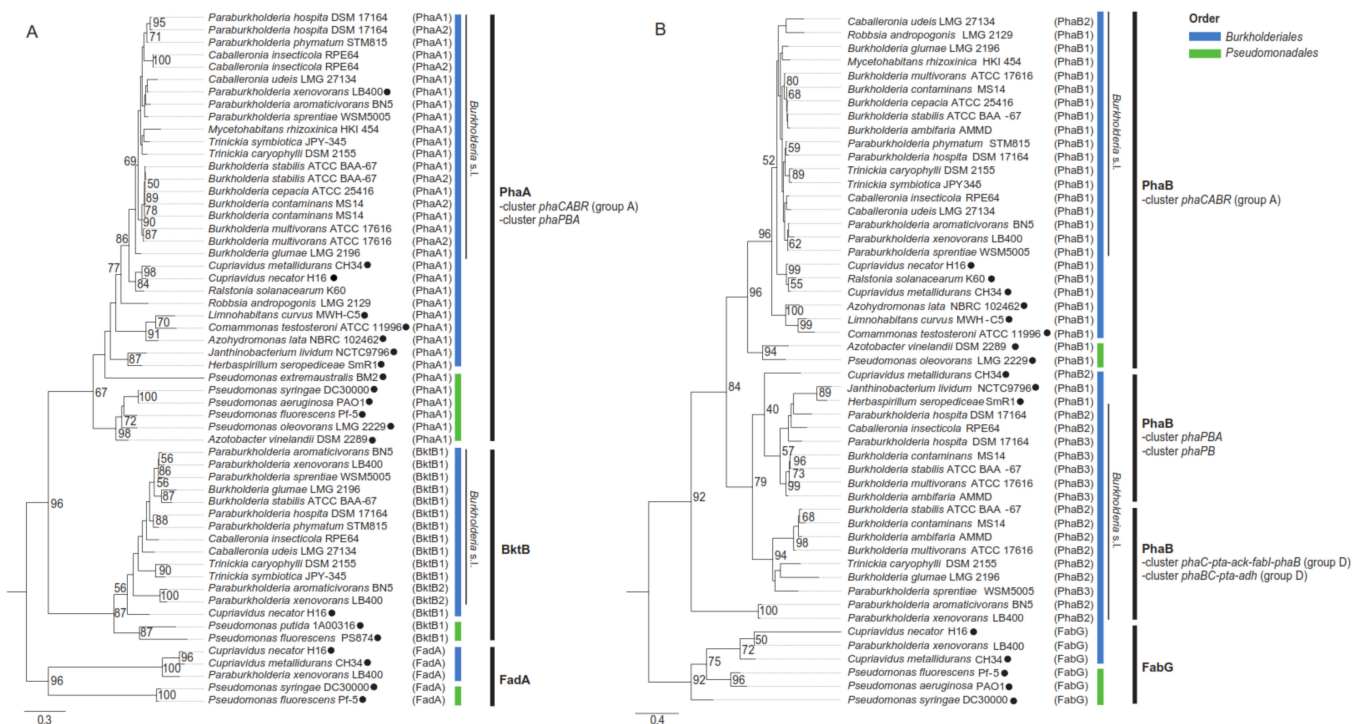 A
Paraburkholderia hospita DSM 17164 (PhaA1)
Paraburkholderia hospita DSM 17164 (PhaA2)
Paraburkholderia phymatum STM815 (PhaA1)
Caballeronia insecticola RPE64 (PhaA1)
Caballeronia insecticola RPE64 (PhaA2)
Caballeronia udeis LMG 27134 (PhaA1)
Paraburkholderia xenovorans LB400 (PhaA1)
Paraburkholderia aromaticivorans BN5 (PhaA1)
Paraburkholderia sprentiae WSM5005 (PhaA1)
Mycetohabitans rhizoxinica HKI 454 (PhaA1)
Trinickia symbiotica JPY-345 (PhaA1)
Trinickia caryophylli DSM 2155 (PhaA1)
Burkholderia stabilis ATCC BAA-67 (PhaA1)
Burkholderia stabilis ATCC BAA-67 (PhaA2)
Burkholderia cepacia ATCC 25416 (PhaA1)
Burkholderia contaminans MS14 (PhaA2)
Burkholderia contaminans MS14 (PhaA1)
Burkholderia multivorans ATCC 17616 (PhaA1)
Burkholderia multivorans ATCC 17616 (PhaA2)
Burkholderia glumae LMG 2196 (PhaA1)
Cupriavidus metallidurans CH34 (PhaA1)
Cupriavidus necator H16 (PhaA1)
Ralstonia solanacearum K60 (PhaA1)
Robbsia andropogonis LMG 2129 (PhaA1)
Limnohabitans curvus MWH-C5 (PhaA1)
Comammonas testosteroni ATCC 11996 (PhaA1)
Azohydromonas lata NBRC 102462 (PhaA1)
Janthinobacterium lividum NCTC9796 (PhaA1)
Herbaspirillum seropediceae SmR1 (PhaA1)
Pseudomonas extremaustralis BM2 (PhaA1)
Pseudomonas syringae DC30000 (PhaA1)
Pseudomonas aeruginosa PAO1 (PhaA1)
Pseudomonas fluorescens Pf-5 (PhaA1)
Pseudomonas oleovorans LMG 2229 (PhaA1)
Azotobacter vinelandii DSM 2289 (PhaA1)
Paraburkholderia aromaticivorans BN5 (BktB1)
Paraburkholderia xenovorans LB400 (BktB1)
Paraburkholderia sprentiae WSM5005 (BktB1)
Burkholderia glumae LMG 2196 (BktB1)
Burkholderia stabilis ATCC BAA-67 (BktB1)
Paraburkholderia hospita DSM 17164 (BktB1)
Paraburkholderia phymatum STM815 (BktB1)
Caballeronia insecticola RPE64 (BktB1)
Caballeronia udeis LMG 27134 (BktB1)
Trinickia caryophylli DSM 2155 (BktB1)
Trinickia symbiotica JPY-345 (BktB1)
Paraburkholderia aromaticivorans BN5 (BktB2)
Paraburkholderia xenovorans LB400 (BktB2)
Cupriavidus necator H16 (BktB1)
Pseudomonas putida 1A00316 (BktB1)
Pseudomonas fluorescens PS874 (BktB1)
Cupriavidus necator H16 (FadA)
Cupriavidus metallidurans CH34 (FadA)
Paraburkholderia xenovorans LB400 (FadA)
Pseudomonas syringae DC30000 (FadA)
Pseudomonas fluorescens Pf-5 (FadA)
95
71
100
69
50
89
78
90
87
86
77
98
84
70
91
87
67
100
72
98
96
56
86
56
87
88
90
56
100
87
87
96
100
96
100
0.3
Burkholderia s.l.
Burkholderia s.l.
PhaA
-cluster phaCABR (group A)
-cluster phaPBA
BktB
FadA
B
Caballeronia udeis LMG 27134 (PhaB2)
Robbsia andropogonis LMG 2129 (PhaB1)
Burkholderia glumae LMG 2196 (PhaB1)
Mycetohabitans rhizoxinica HKI 454 (PhaB1)
Burkholderia multivorans ATCC 17616 (PhaB1)
Burkholderia contaminans MS14 (PhaB1)
Burkholderia cepacia ATCC 25416 (PhaB1)
Burkholderia stabilis ATCC BAA -67 (PhaB1)
Burkholderia ambifaria AMMD (PhaB1)
Paraburkholderia phymatum STM815 (PhaB1)
Paraburkholderia hospita DSM 17164 (PhaB1)
Trinickia caryophylli DSM 2155 (PhaB1)
Trinickia symbiotica JPY345 (PhaB1)
Caballeronia insecticola RPE64 (PhaB1)
Caballeronia udeis LMG 27134 (PhaB1)
Paraburkholderia aromaticivorans BN5 (PhaB1)
Paraburkholderia xenovorans LB400 (PhaB1)
Paraburkholderia sprentiae WSM5005 (PhaB1)
Cupriavidus necator H16 (PhaB1)
Ralstonia solanacearum K60 (PhaB1)
Cupriavidus metallidurans CH34 (PhaB1)
Azohydromonas lata NBRC 102462 (PhaB1)
Limnohabitans curvus MWH -C5 (PhaB1)
Comammonas testosteroni ATCC 11996 (PhaB1)
Azotobacter vinelandii DSM 2289 (PhaB1)
Pseudomonas oleovorans LMG 2229 (PhaB1)
Cupriavidus metallidurans CH34 (PhaB2)
Janthinobacterium lividum NCTC9796 (PhaB1)
Herbaspirillum seropediceae SmR1 (PhaB1)
Paraburkholderia hospita DSM 17164 (PhaB2)
Caballeronia insecticola RPE64 (PhaB2)
Paraburkholderia hospita DSM 17164 (PhaB3)
Burkholderia contaminans MS14 (PhaB3)
Burkholderia stabilis ATCC BAA -67 (PhaB3)
Burkholderia multivorans ATCC 17616 (PhaB3)
Burkholderia ambifaria AMMD (PhaB3)
Burkholderia stabilis ATCC BAA -67 (PhaB2)
Burkholderia contaminans MS14 (PhaB2)
Burkholderia ambifaria AMMD (PhaB2)
Burkholderia multivorans ATCC 17616 (PhaB2)
Trinickia caryophylli DSM 2155 (PhaB2)
Burkholderia glumae LMG 2196 (PhaB2)
Paraburkholderia sprentiae WSM5005 (PhaB3)
Paraburkholderia aromaticivorans BN5 (PhaB2)
Paraburkholderia xenovorans LB400 (PhaB2)
Cupriavidus necator H16 (FabG)
Paraburkholderia xenovorans LB400 (FabG)
Cupriavidus metallidurans CH34 (FabG)
Pseudomonas fluorescens Pf-5 (FabG)
Pseudomonas aeruginosa PAO1 (FabG)
Pseudomonas syringae DC30000 (FabG)
80
68
59
52
89
62
96
99
55
96
100
99
94
84
89
40
57
96
73
99
79
68
98
94
92
100
50
72
75
96
92
0.4
Burkholderia s.l.
Burkholderia s.l.
Order
Burkholderiales
Pseudomonadales
PhaB
-cluster phaCABR (group A)
PhaB
-cluster phaPBA
-cluster phaPB
PhaB
-cluster phaC-pta-ack-fabI-phaB (group D)
-cluster phaBC-pta-adh (group D)
FabG